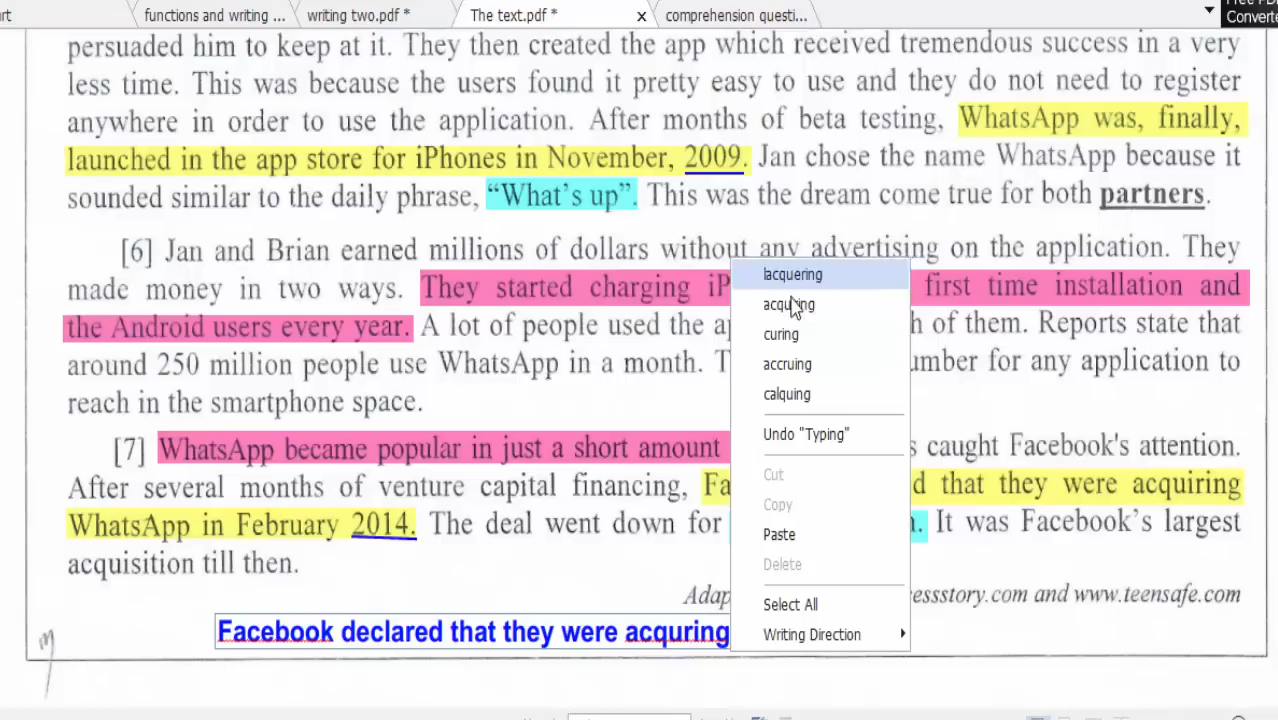 rt
functions and writing ...
writing two.pdf *
The text.pdf *
x
comprehension questi...
Free PD
Converte
persuaded him to keep at it. They then created the app which received tremendous success in a very
less time. This was because the users found it pretty easy to use and they do not need to register
anywhere in order to use the application. After months of beta testing, WhatsApp was, finally,
launched in the app store for iPhones in November, 2009. Jan chose the name WhatsApp because it
sounded similar to the daily phrase, “What’s up”. This was the dream come true for both partners.
[6] Jan and Brian earned millions of dollars without any advertising on the application. They
made money in two ways. They started charging iP first time installation and
the Android users every year. A lot of people used the ap h of them. Reports state that
around 250 million people use WhatsApp in a month. T umber for any application to
reach in the smartphone space.
[7] WhatsApp became popular in just a short amount s caught Facebook's attention.
After several months of venture capital financing, Fa d that they were acquiring
WhatsApp in February 2014. The deal went down for n. It was Facebook’s largest
acquisition till then.
Adap essstory.com and www.teensafe.com
Facebook declared that they were acquring
lacquering
acquiring
curing
accruing
calquing
Undo "Typing"
Cut
Copy
Paste
Delete
Select All
Writing Direction